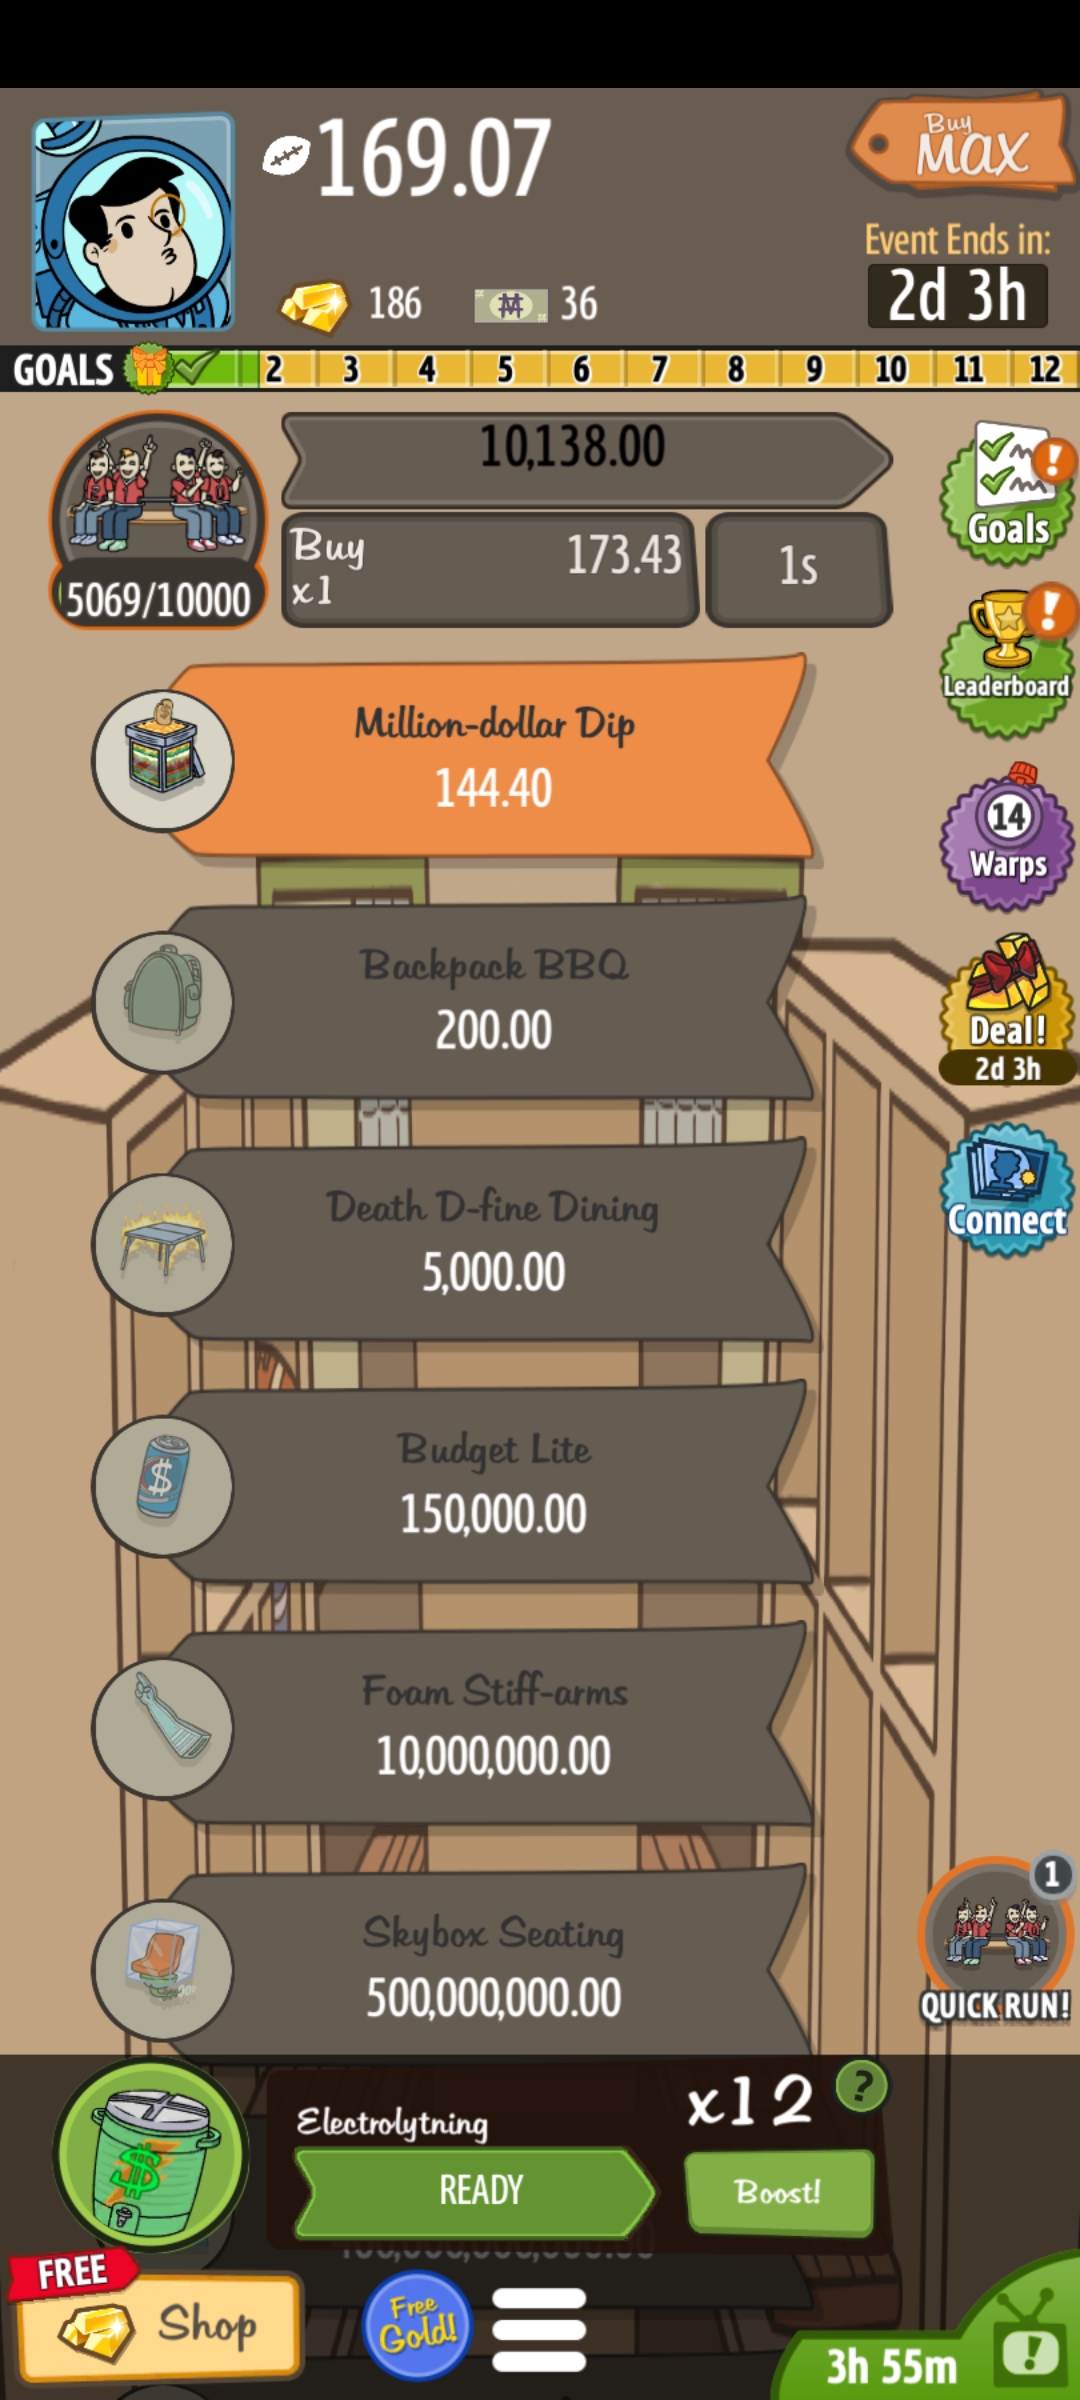 169.07
Buy
MAX
186
36
Event Ends in:
2d 3h
GOALS 2 3 4 5 6 7 8 9 10 11 12
10,138.00
Buy
x1
173.43
1s
5069/10000
Goals
Leaderboard
14
Warps
Deal!
2d 3h
Connect
Million-dollar Dip
144.40
Backpack BBQ
200.00
Death D-fine Dining
5,000.00
Budget Lite
150,000.00
Foam Stiff-arms
10,000,000.00
Skybox Seating
500,000,000.00
1
QUICK RUN!
Electrolytning
x12
?
READY
Boost!
FREE
Shop
Free
Gold!
3h 55m